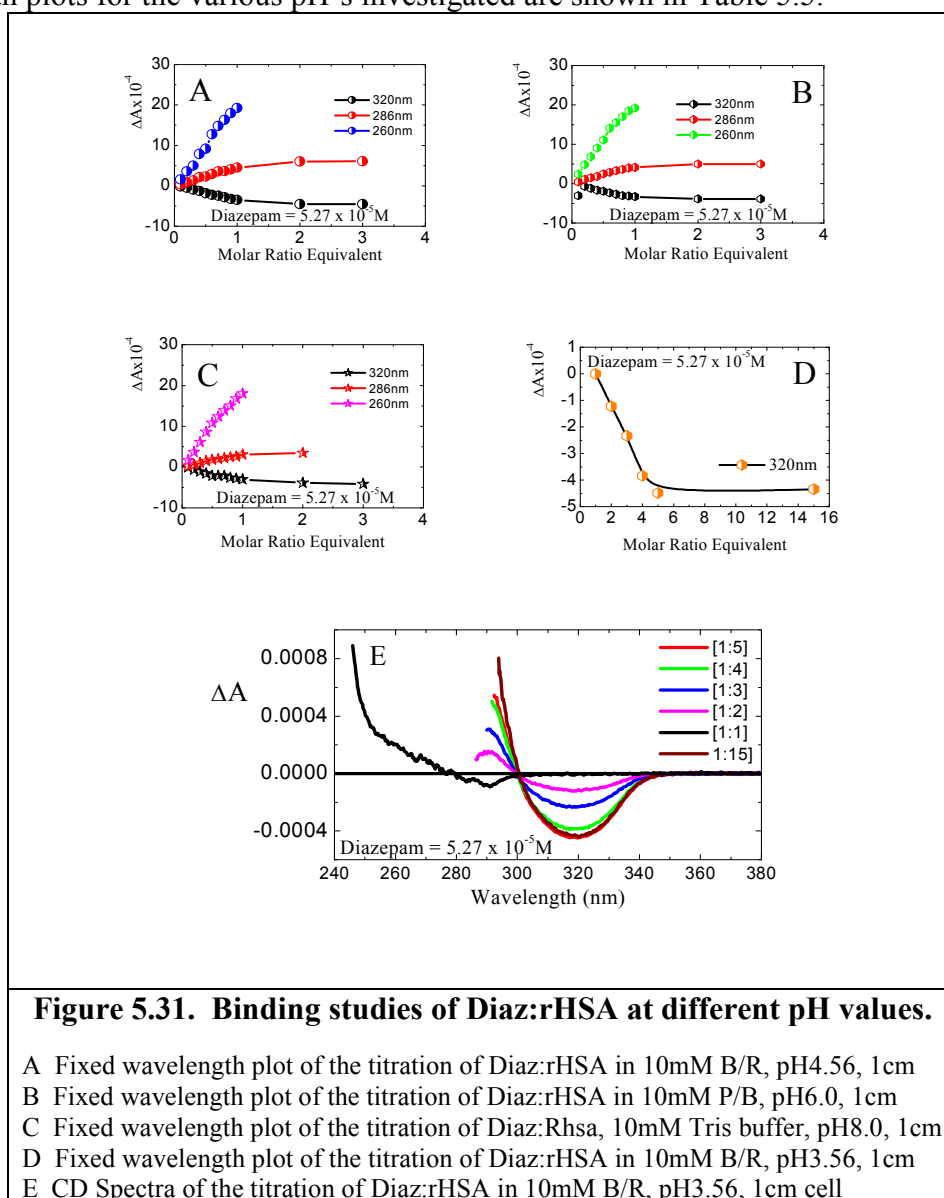 n plots for the various pH's investigated are shown in Table 5.5.
A
ΔAx10-4
30
20
10
0
-10
320nm
286nm
260nm
Diazepam = 5.27 x 10-5M
0 1 2 3 4
Molar Ratio Equivalent
B
ΔAx10-4
30
20
10
0
-10
320nm
286nm
260nm
Diazepam = 5.27 x 10-5M
0 1 2 3 4
Molar Ratio Equivalent
C
ΔAx10-4
30
20
10
0
-10
320nm
286nm
260nm
Diazepam = 5.27 x 10-5M
0 1 2 3 4
Molar Ratio Equivalent
D
ΔAx10-4
1
0
-1
-2
-3
-4
-5
Diazepam = 5.27 x 10-5M
320nm
0 2 4 6 8 10 12 14 16
Molar Ratio Equivalent
E
ΔA
0.0008
0.0004
0.0000
-0.0004
[1:5]
[1:4]
[1:3]
[1:2]
[1:1]
1:15]
Diazepam = 5.27 x 10-5M
240 260 280 300 320 340 360 380
Wavelength (nm)
Figure 5.31. Binding studies of Diaz:rHSA at different pH values.
A Fixed wavelength plot of the titration of Diaz:rHSA in 10mM B/R, pH4.56, 1cm
B Fixed wavelength plot of the titration of Diaz:rHSA in 10mM P/B, pH6.0, 1cm
C Fixed wavelength plot of the titration of Diaz:Rhsa, 10mM Tris buffer, pH8.0, 1cm
D Fixed wavelength plot of the titration of Diaz:rHSA in 10mM B/R, pH3.56, 1cm
E CD Spectra of the titration of Diaz:rHSA in 10mM B/R, pH3.56, 1cm cell